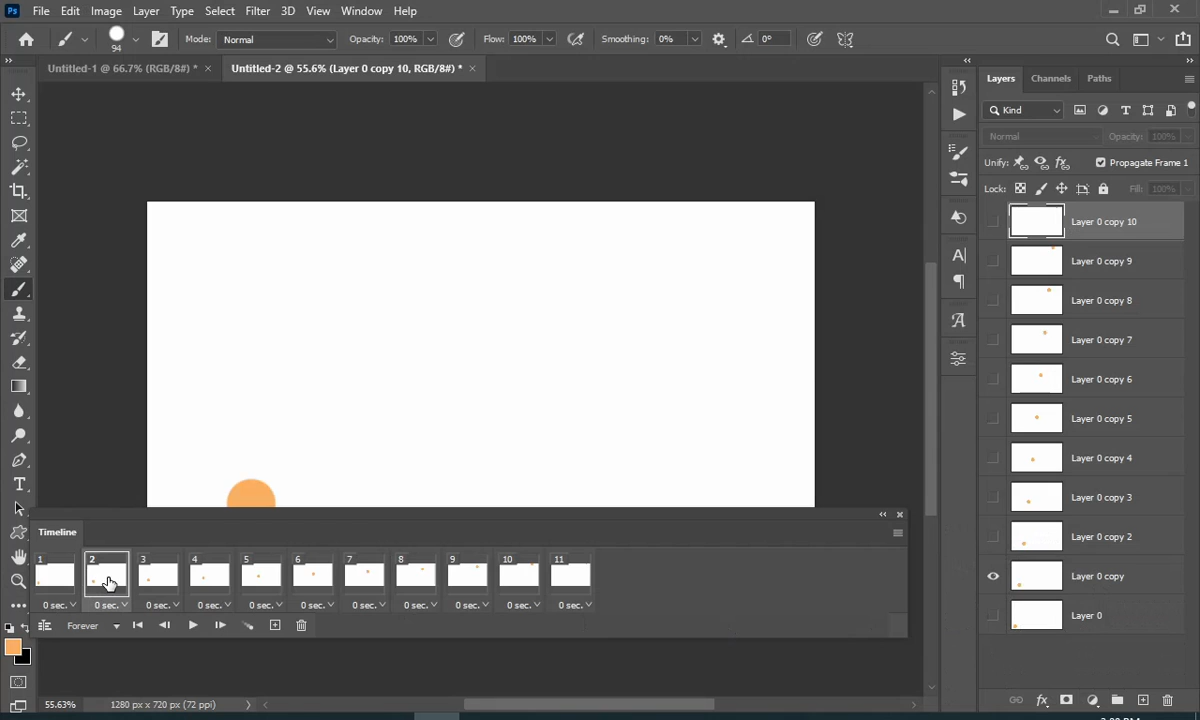 Ps File Edit Image Layer Type Select Filter 3D View Window Help
94 Mode: Normal Opacity: 100% Flow: 100% Smoothing: 0% 0°
Untitled-1 @ 66.7% (RGB/8#) * × Untitled-2 @ 55.6% (Layer 0 copy 10, RGB/8#) * ×
Layers Channels Paths
Kind
Normal Opacity: 100%
Unify: Propagate Frame 1
Lock: Fill: 100%
Layer 0 copy 10
Layer 0 copy 9
Layer 0 copy 8
Layer 0 copy 7
Layer 0 copy 6
Layer 0 copy 5
Layer 0 copy 4
Layer 0 copy 3
Layer 0 copy 2
Layer 0 copy
Layer 0
Timeline
1 2 3 4 5 6 7 8 9 10 11
0 sec. 0 sec. 0 sec. 0 sec. 0 sec. 0 sec. 0 sec. 0 sec. 0 sec. 0 sec. 0 sec.
Forever
55.63% 1280 px x 720 px (72 ppi)